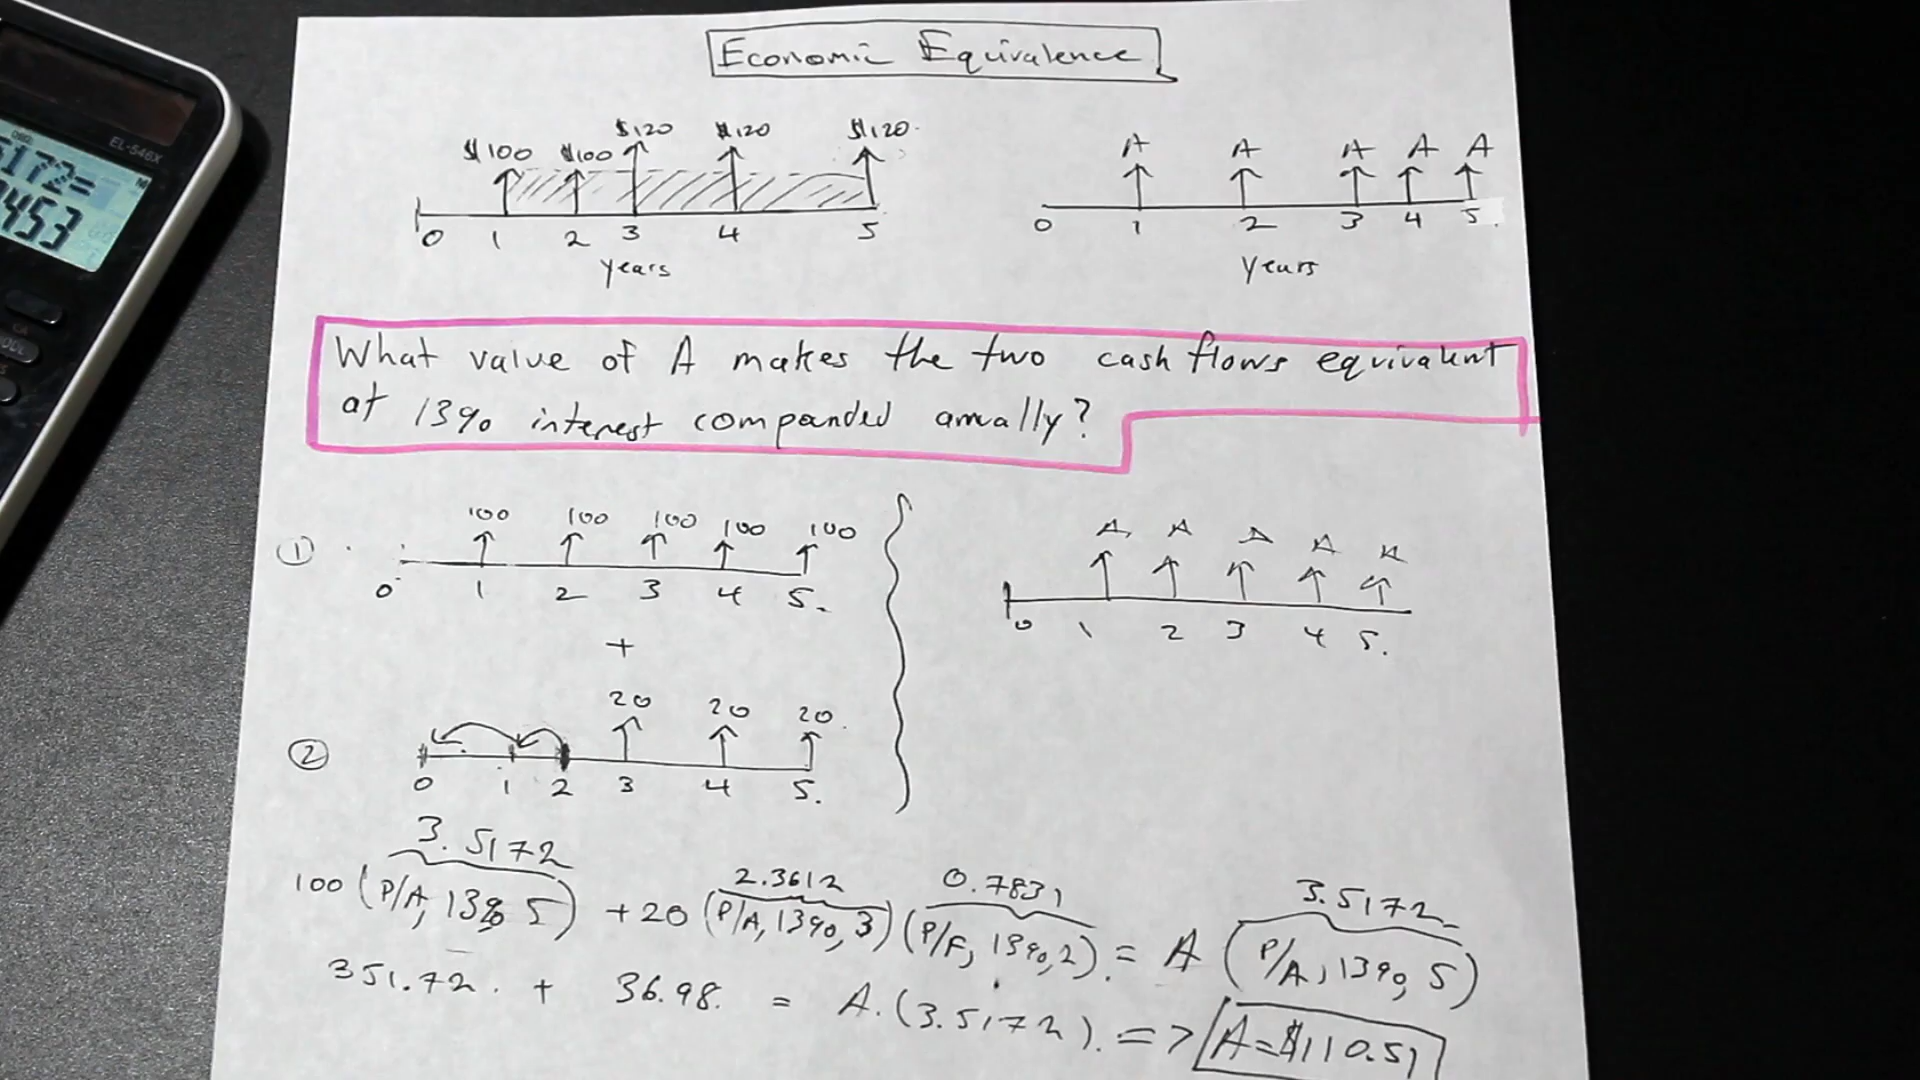 Economic Equivalence
$100 $100 $120 $120 $120
0 1 2 3 4 5
years
A A A A A
0 1 2 3 4 5.
years
What value of A makes the two cash flows equivalent
at 13% interest compounded annually?
① 100 100 100 100 100
0 1 2 3 4 5.
+
② 20 20 20
0 1 2 3 4 5.
A A A A A
0 1 2 3 4 5.
3.5172 2.3612 0.7831 3.5172
100 (P/A, 13%, 5) + 20 (P/A, 13%, 3) (P/F, 13%, 2) = A (P/A, 13%, 5)
351.72 + 36.98 = A.(3.5172). => A=$110.51
EL-546X
5172=
453